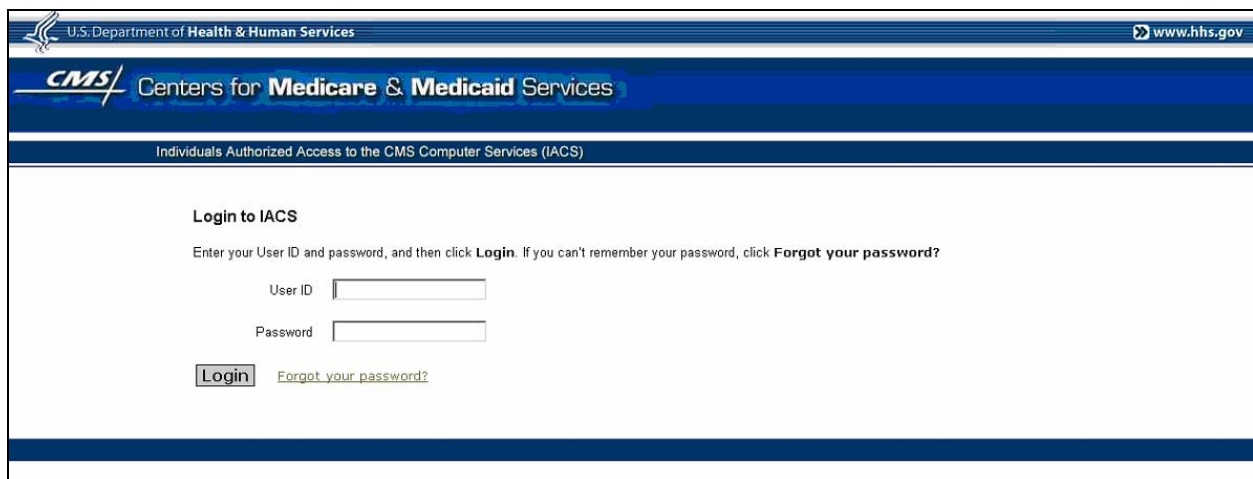 U.S. Department of Health & Human Services
www.hhs.gov
CMS/ Centers for Medicare & Medicaid Services
Individuals Authorized Access to the CMS Computer Services (IACS)
Login to IACS
Enter your User ID and password, and then click Login. If you can't remember your password, click Forgot your password?
User ID
Password
Login Forgot your password?